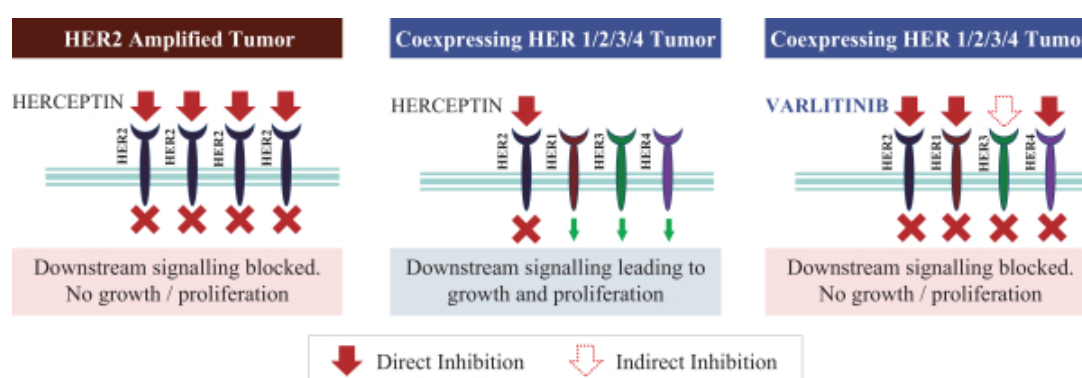 HER2 Amplified Tumor
HERCEPTIN
HER2
HER2
HER2
HER2
Downstream signalling blocked.
No growth / proliferation
Coexpressing HER 1/2/3/4 Tumor
HERCEPTIN
HER2
HER1
HER3
HER4
Downstream signalling leading to
growth and proliferation
Coexpressing HER 1/2/3/4 Tumo
VARLITINIB
HER2
HER1
HER3
HER4
Downstream signalling blocked.
No growth / proliferation
Direct Inhibition
Indirect Inhibition